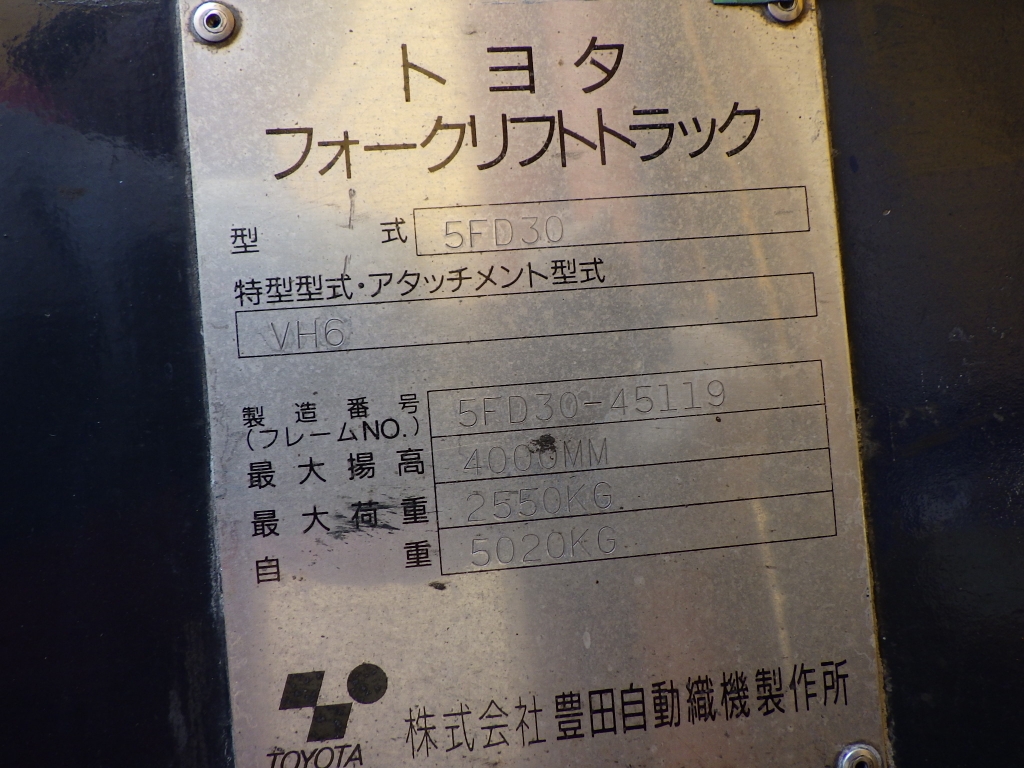 トヨタ
フォークリフトトラック
型式 5FD30
特型型式・アタッチメント型式
VH6
製造番号 5FD30-45119
(フレームNO.)
最大揚高 4000MM
最大荷重 2550KG
自重 5020KG
TOYOTA 株式会社 豊田自動織機製作所